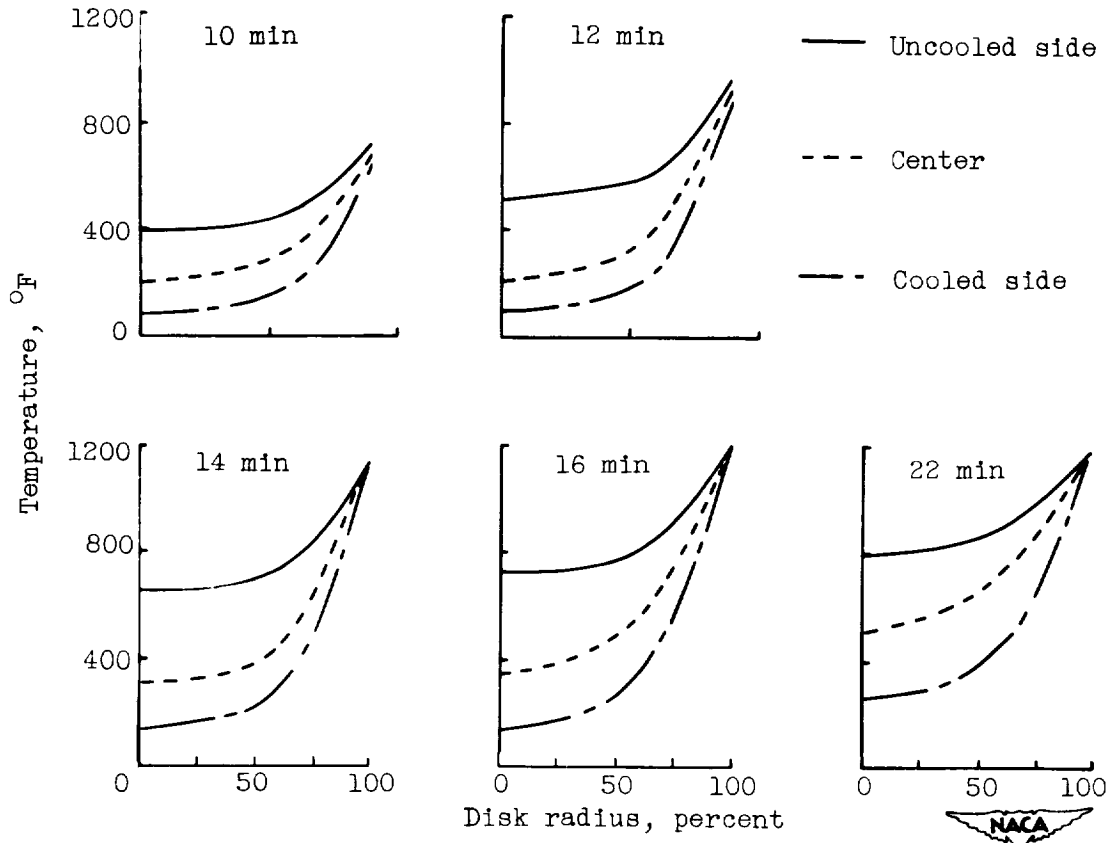 1200
10 min
12 min
Uncooled side
800
Center
400
Cooled side
0
Temperature, °F
1200
14 min
16 min
22 min
800
400
0
50
100
0
50
100
0
50
100
Disk radius, percent
NACA